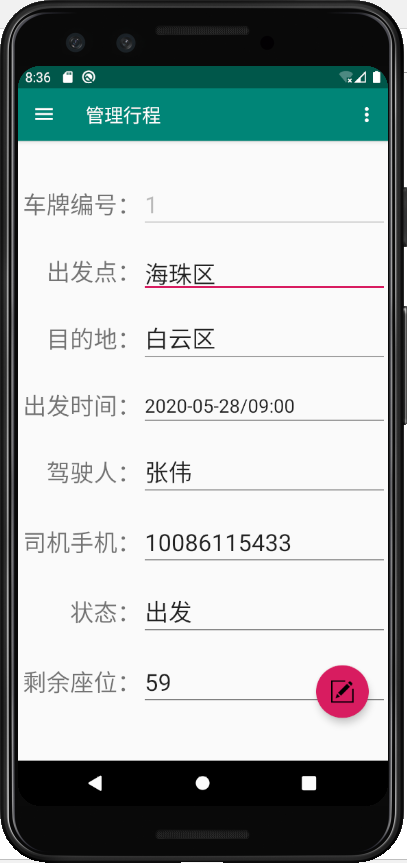 8:36
管理行程
车牌编号： 1
出发点： 海珠区
目的地： 白云区
出发时间： 2020-05-28/09:00
驾驶人： 张伟
司机手机： 10086115433
状态： 出发
剩余座位： 59